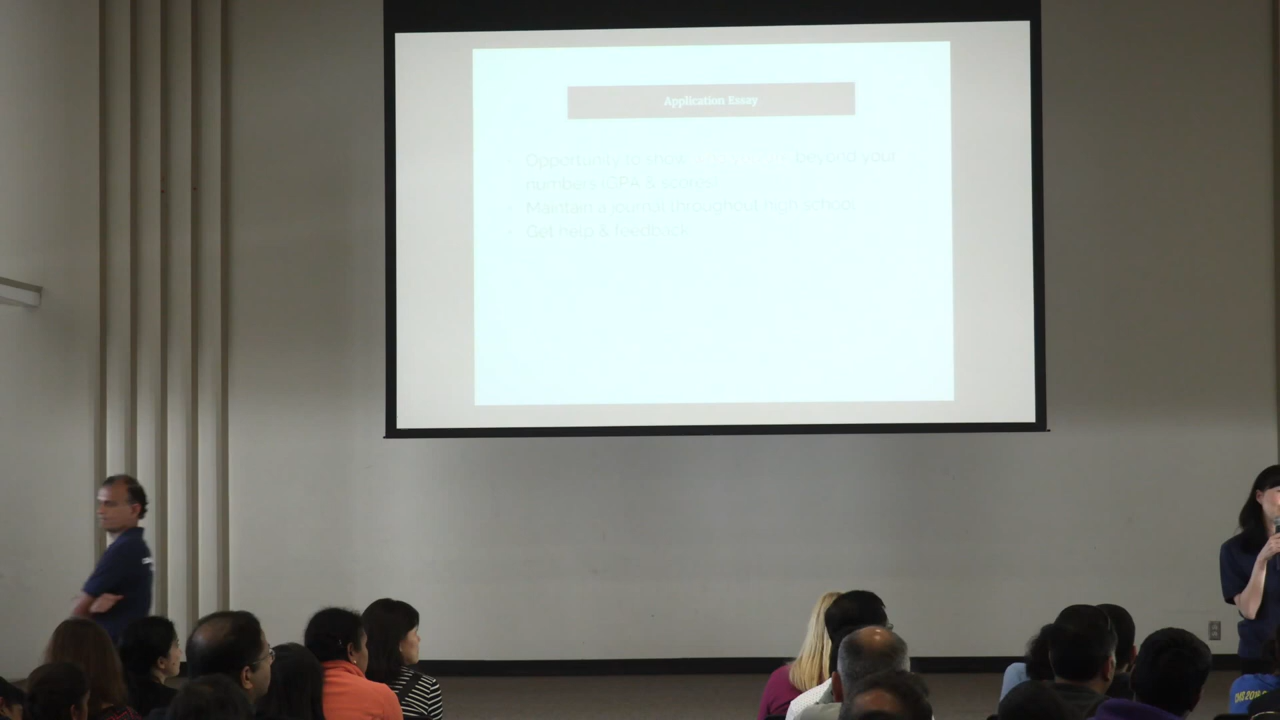 Application Essay
Opportunity to show beyond your
numbers (GPA & scores)
Maintain a journal throughout high school
Get help & feedback